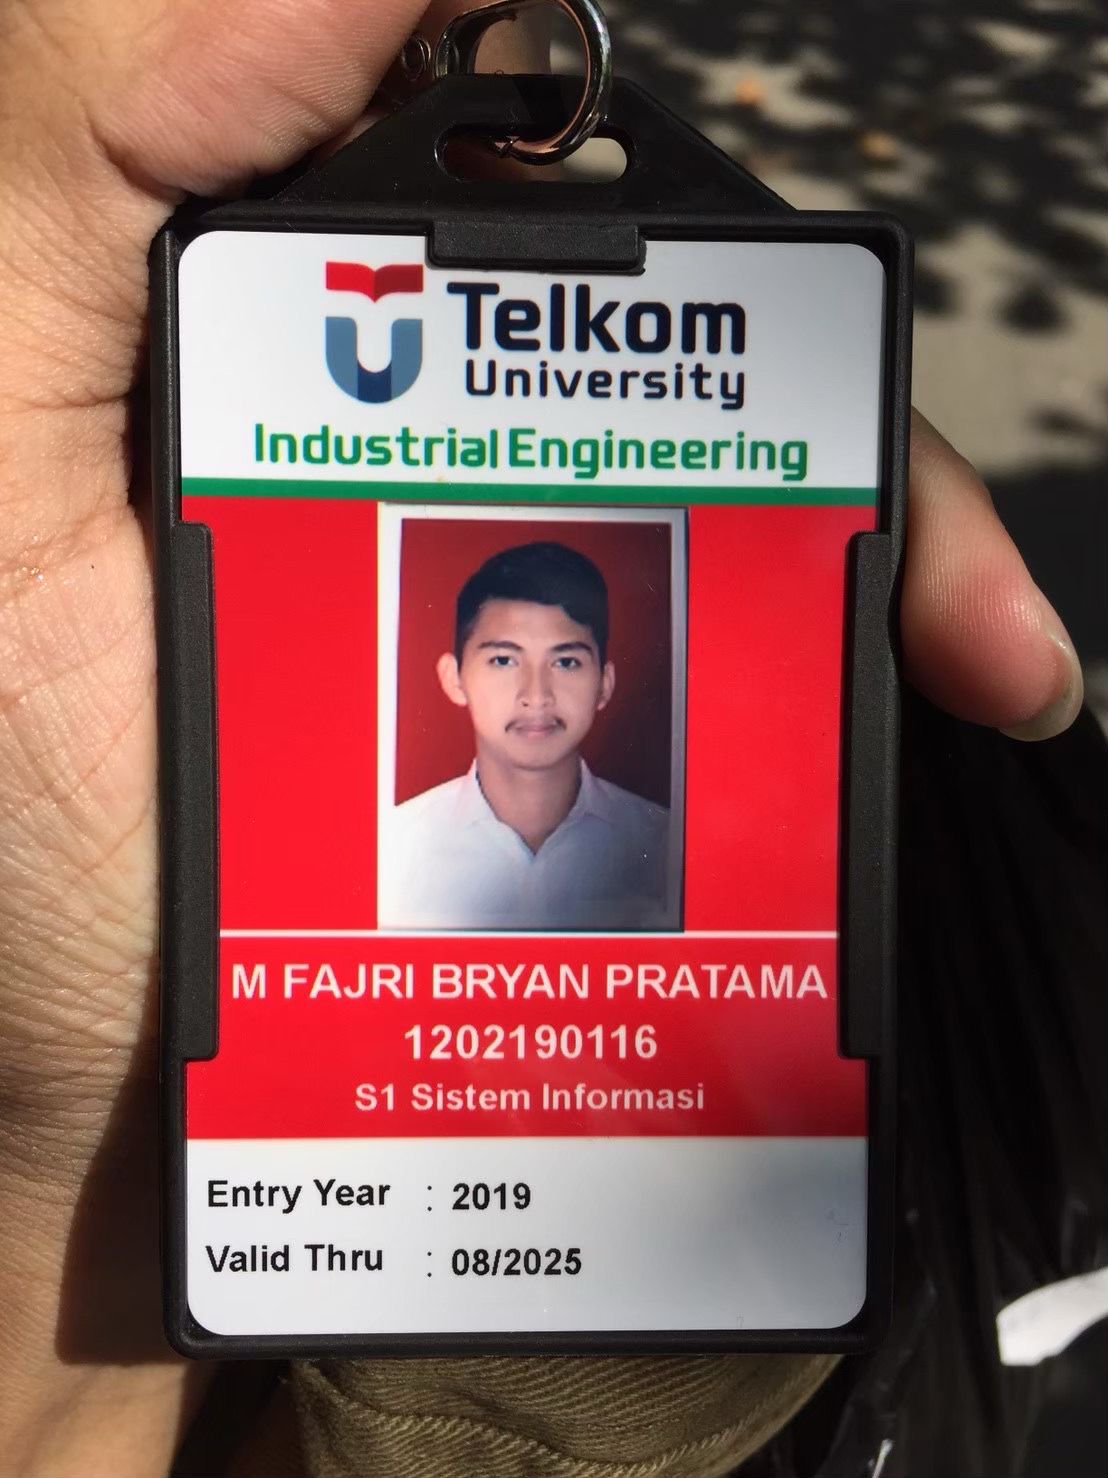 Telkom
University
Industrial Engineering
M FAJRI BRYAN PRATAMA
1202190116
S1 Sistem Informasi
Entry Year : 2019
Valid Thru : 08/2025